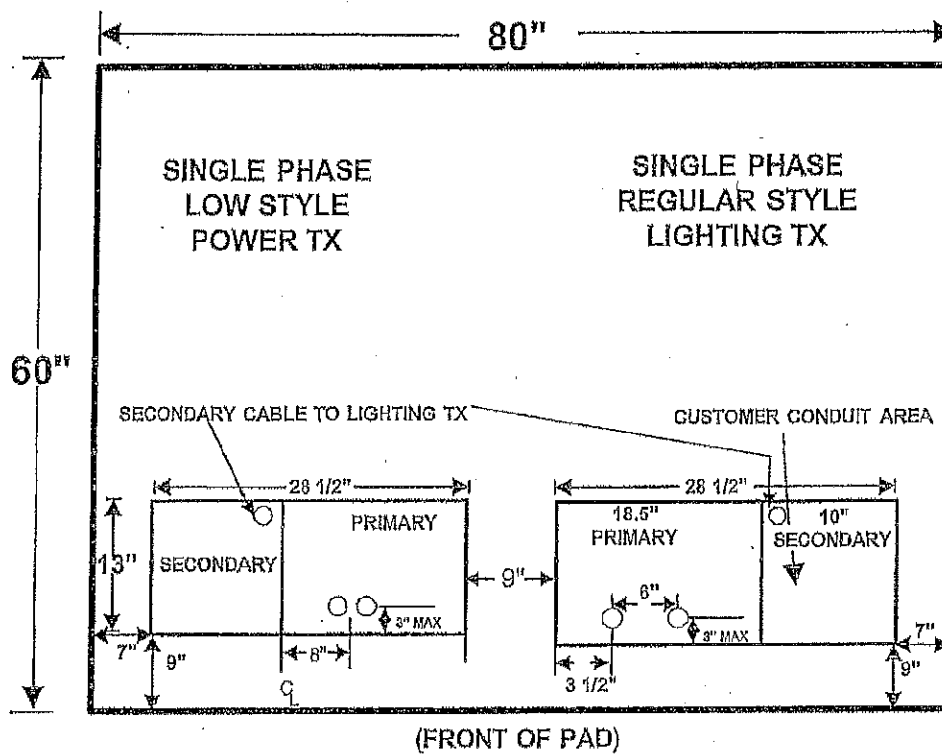 80"
SINGLE PHASE
LOW STYLE
POWER TX
SINGLE PHASE
REGULAR STYLE
LIGHTING TX
60"
SECONDARY CABLE TO LIGHTING TX
CUSTOMER CONDUIT AREA
28 1/2"
28 1/2"
PRIMARY
18.5"
10"
PRIMARY
SECONDARY
13"
SECONDARY
9"
6"
3" MAX
3" MAX
7"
9"
8"
3 1/2"
7"
9"
CL
(FRONT OF PAD)